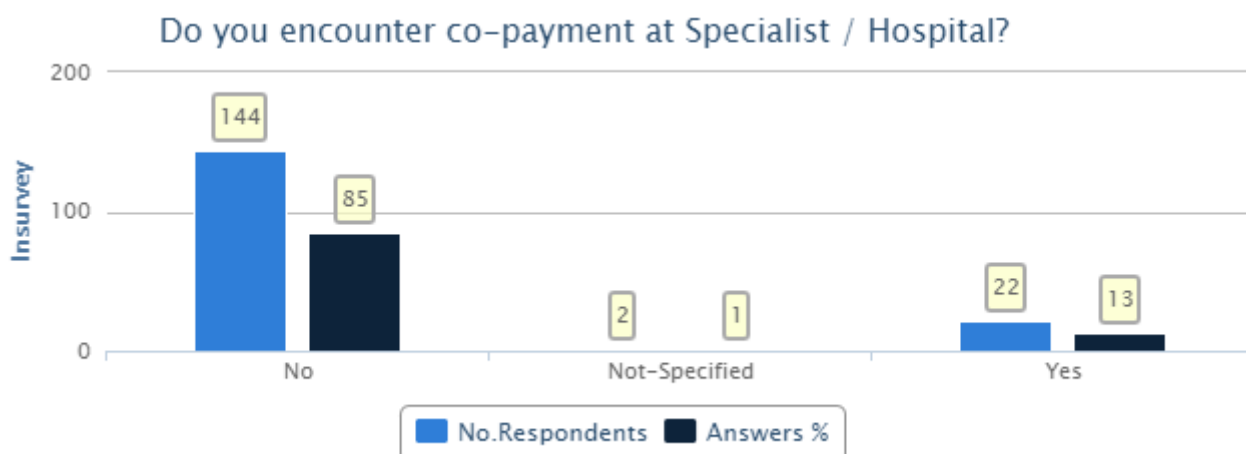 Do you encounter co-payment at Specialist / Hospital?
200
100
0
Insurvey
144
85
2
1
22
13
No
Not-Specified
Yes
No.Respondents
Answers %